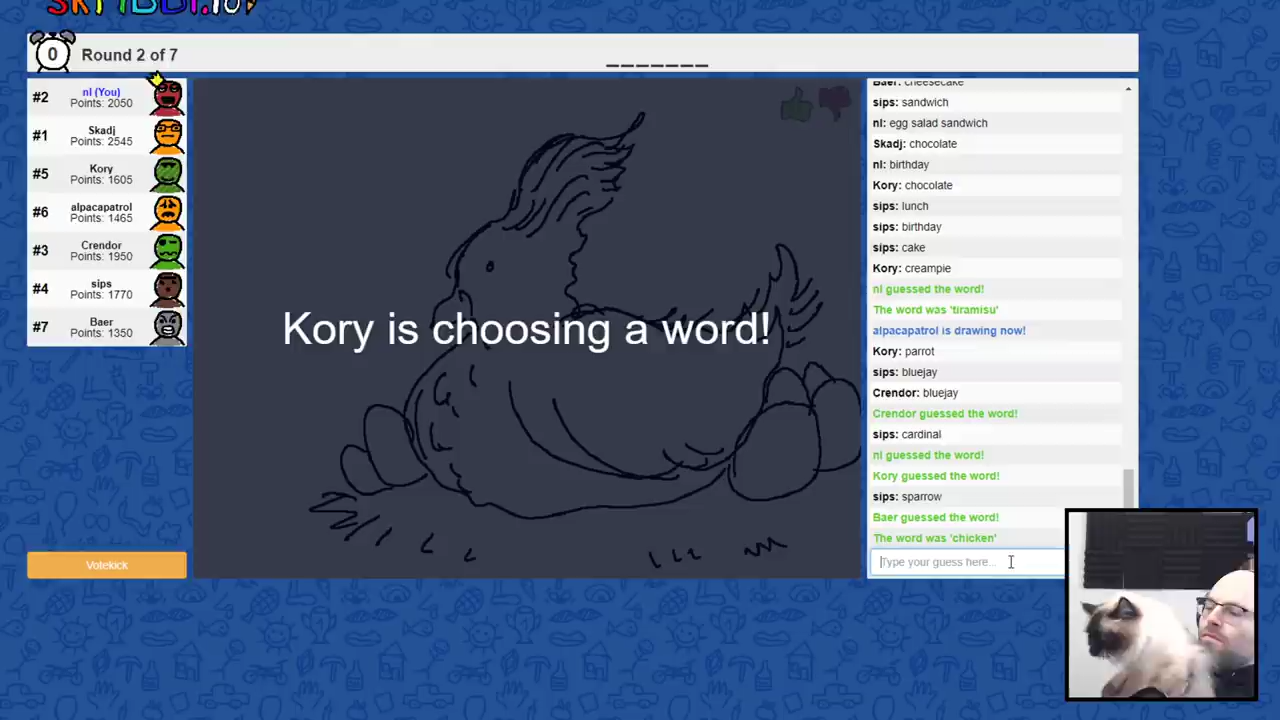 skribbl.io
0
Round 2 of 7
_ _ _ _ _ _ _
#2 nl (You)
Points: 2050
#1 Skadj
Points: 2545
#5 Kory
Points: 1605
#6 alpacapatrol
Points: 1465
#3 Crendor
Points: 1950
#4 sips
Points: 1770
#7 Baer
Points: 1350
Votekick
Kory is choosing a word!
Baer: cheesecake
sips: sandwich
nl: egg salad sandwich
Skadj: chocolate
nl: birthday
Kory: chocolate
sips: lunch
sips: birthday
sips: cake
Kory: creampie
nl guessed the word!
The word was 'tiramisu'
alpacapatrol is drawing now!
Kory: parrot
sips: bluejay
Crendor: bluejay
Crendor guessed the word!
sips: cardinal
nl guessed the word!
Kory guessed the word!
sips: sparrow
Baer guessed the word!
The word was 'chicken'
Type your guess here...